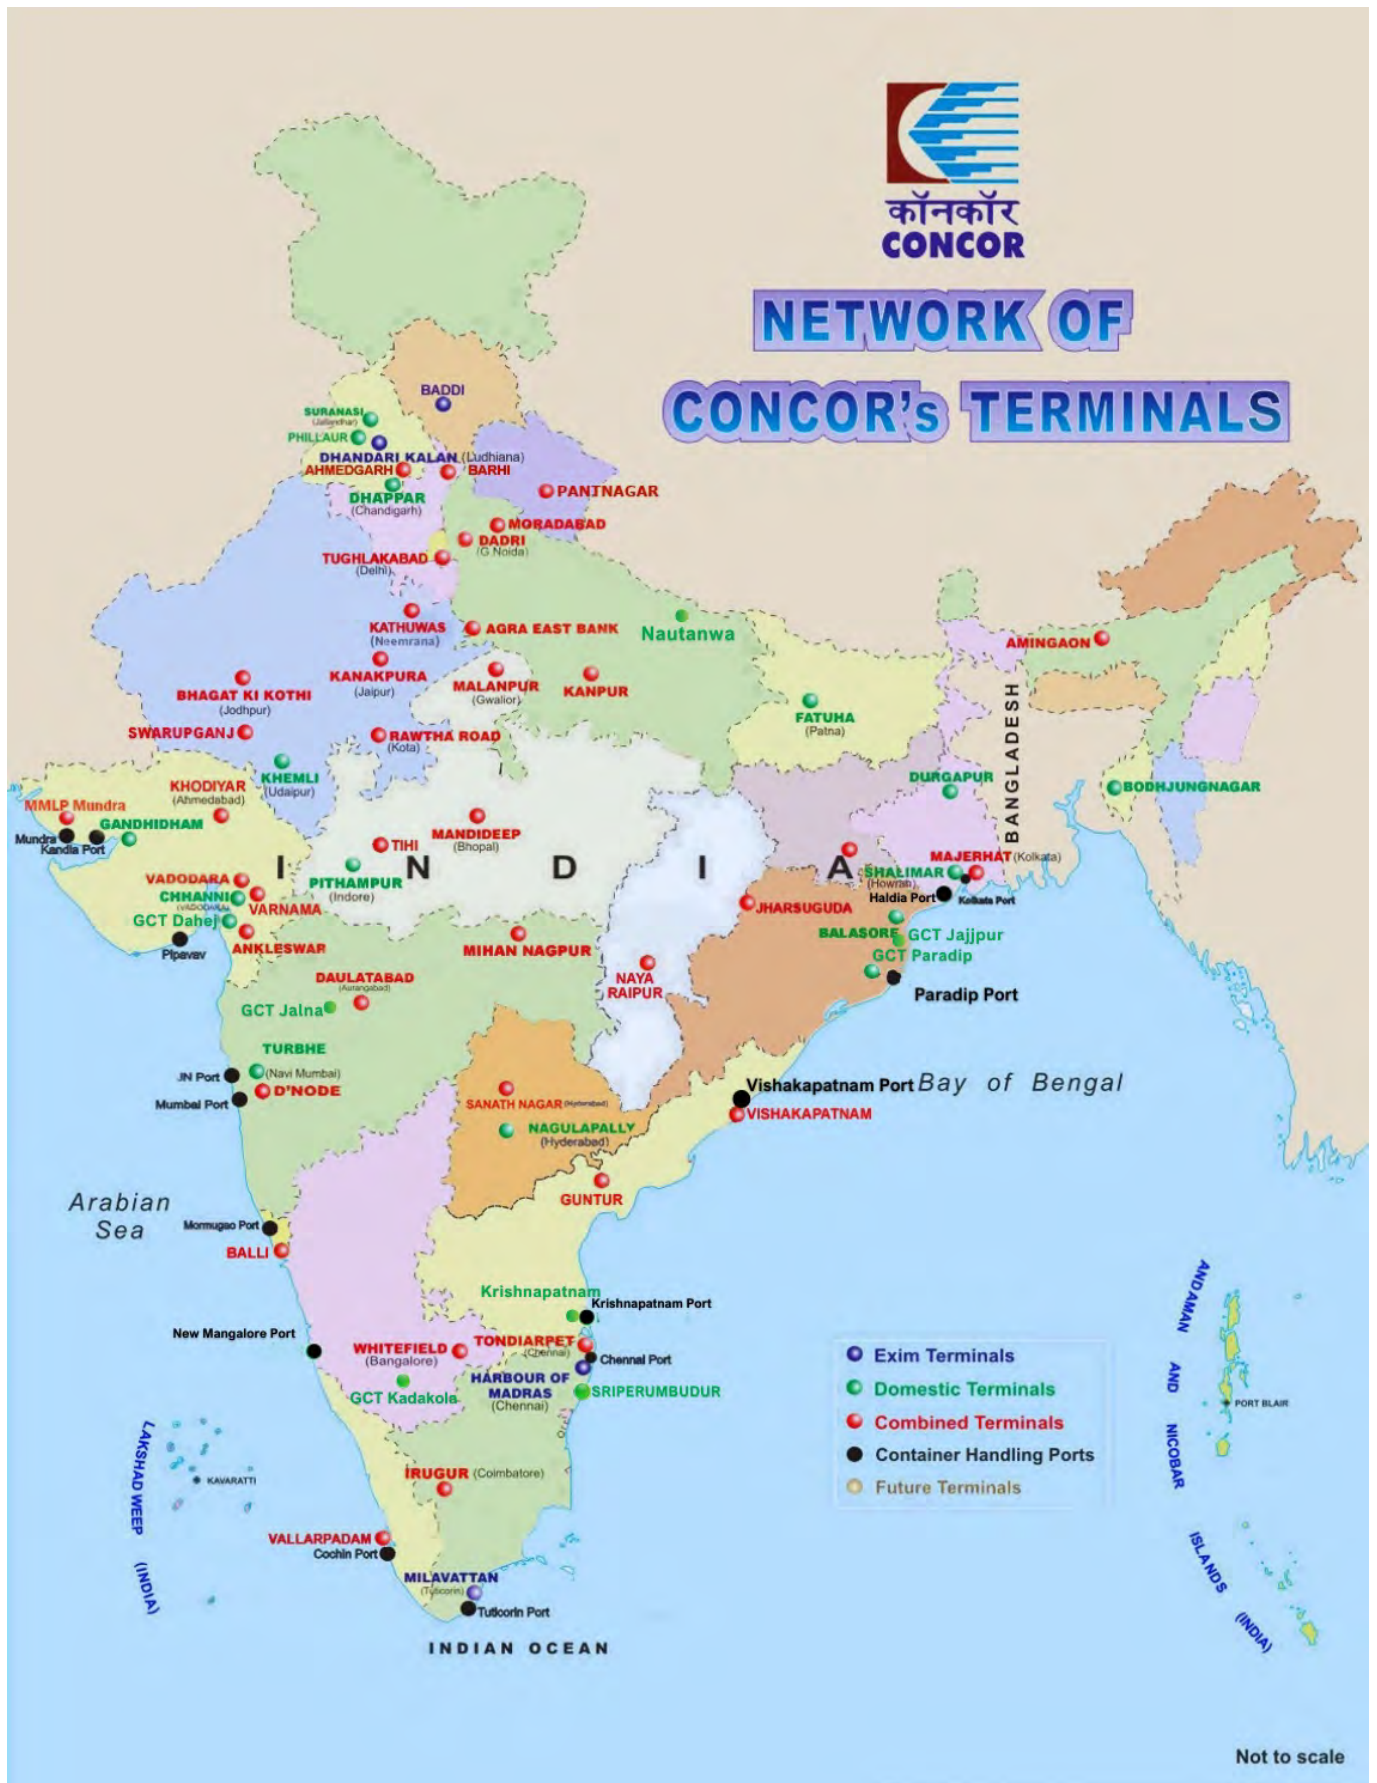 कॉनकॉर
CONCOR
NETWORK OF
CONCOR's TERMINALS
BADDI
SURANASI
(Jallandhar)
PHILLAUR
DHANDARI KALAN (Ludhiana)
AHMEDGARH
BARHI
DHAPPAR
(Chandigarh)
PANTNAGAR
MORADABAD
DADRI
(G Noida)
TUGHLAKABAD
(Delhi)
KATHUWAS
(Neemrana)
AGRA EAST BANK
Nautanwa
AMINGAON
KANAKPURA
(Jaipur)
MALANPUR
(Gwalior)
KANPUR
BHAGAT KI KOTHI
(Jodhpur)
FATUHA
(Patna)
BANGLADESH
SWARUPGANJ
RAWTHA ROAD
(Kota)
KHEMLI
(Udaipur)
DURGAPUR
BODHJUNGNAGAR
KHODIYAR
(Ahmedabad)
MMLP Mundra
GANDHIDHAM
Mundra
Kandla Port
MANDIDEEP
(Bhopal)
TIHI
INDIA
MAJERHAT (Kolkata)
PITHAMPUR
(Indore)
SHALIMAR
(Howrah)
VADODARA
CHHANNI
(VADODARA)
VARNAMA
Haldia Port
Kolkata Port
JHARSUGUDA
GCT Dahej
ANKLESWAR
Pipavav
MIHAN NAGPUR
BALASORE
GCT Jajjpur
GCT Paradip
DAULATABAD
(Aurangabad)
NAYA
RAIPUR
Paradip Port
GCT Jalna
TURBHE
(Navi Mumbai)
JN Port
D'NODE
Mumbai Port
Vishakapatnam Port
Bay of Bengal
SANATH NAGAR (Hyderabad)
VISHAKAPATNAM
NAGULAPALLY
(Hyderabad)
GUNTUR
Arabian
Sea
Mormugao Port
BALLI
Krishnapatnam
Krishnapatnam Port
New Mangalore Port
WHITEFIELD
(Bangalore)
TONDIARPET
(Chennai)
Chennai Port
HARBOUR OF
MADRAS
(Chennai)
GCT Kadakola
SRIPERUMBUDUR
Exim Terminals
Domestic Terminals
Combined Terminals
Container Handling Ports
Future Terminals
ANDAMAN AND NICOBAR ISLANDS (INDIA)
PORT BLAIR
LAKSHADWEEP (INDIA)
KAVARATTI
IRUGUR (Coimbatore)
VALLARPADAM
Cochin Port
MILAVATTAN
(Tuticorin)
Tuticorin Port
INDIAN OCEAN
Not to scale